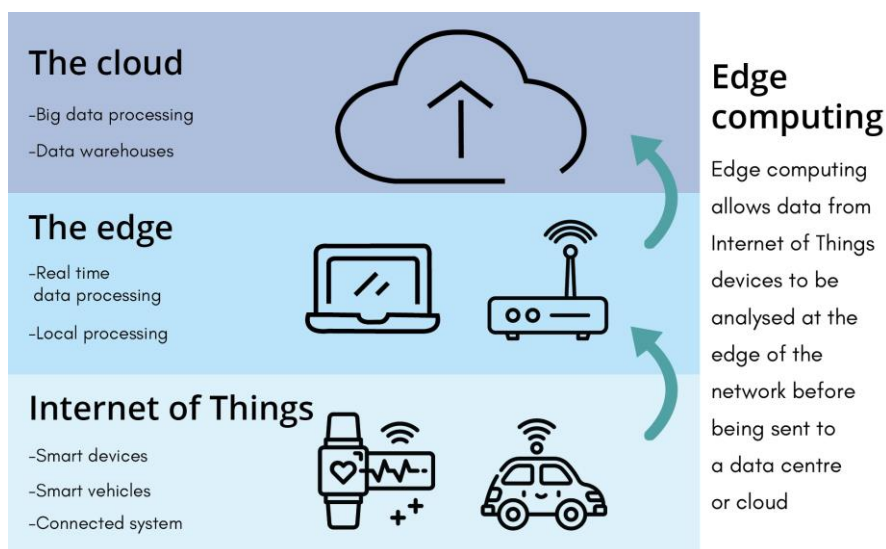 The cloud
-Big data processing
-Data warehouses
The edge
-Real time
data processing
-Local processing
Internet of Things
-Smart devices
-Smart vehicles
-Connected system
Edge
computing
Edge computing
allows data from
Internet of Things
devices to be
analysed at the
edge of the
network before
being sent to
a data centre
or cloud